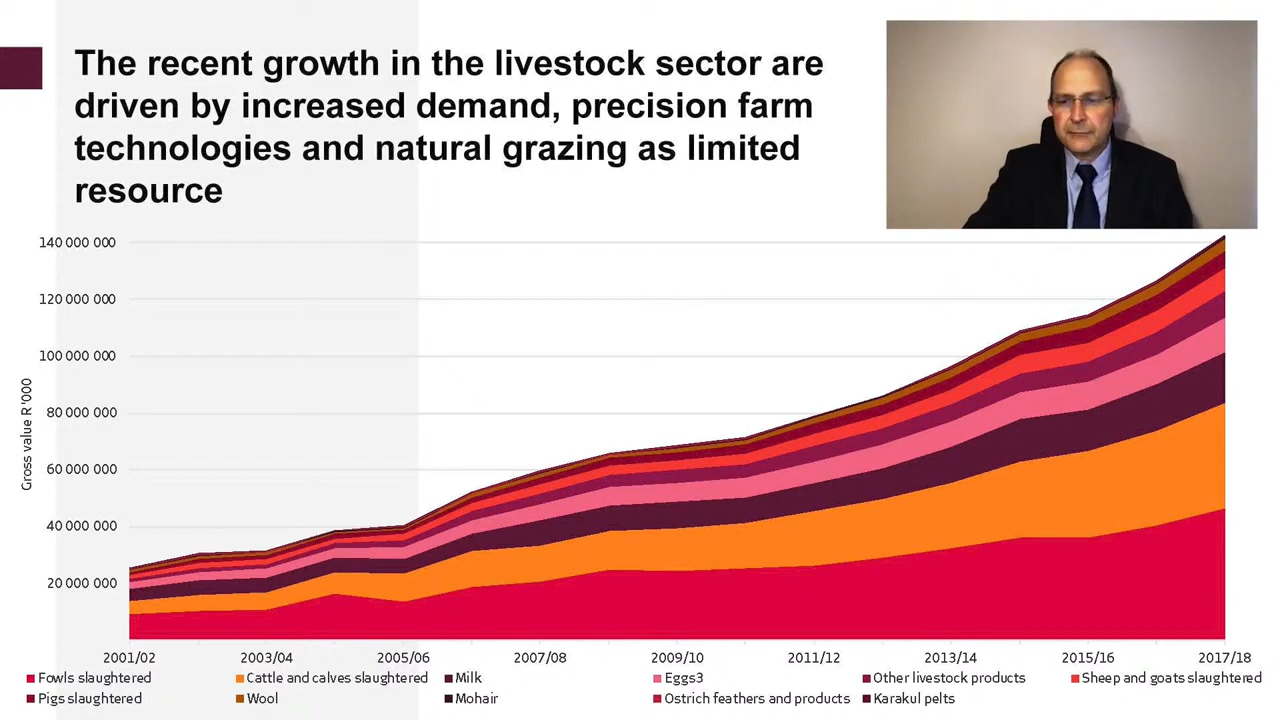 The recent growth in the livestock sector are
driven by increased demand, precision farm
technologies and natural grazing as limited
resource
140 000 000
120 000 000
100 000 000
80 000 000
60 000 000
40 000 000
20 000 000
Gross value R '000
2001/02 2003/04 2005/06 2007/08 2009/10 2011/12 2013/14 2015/16 2017/18
Fowls slaughtered Cattle and calves slaughtered Milk Eggs3 Other livestock products Sheep and goats slaughtered
Pigs slaughtered Wool Mohair Ostrich feathers and products Karakul pelts